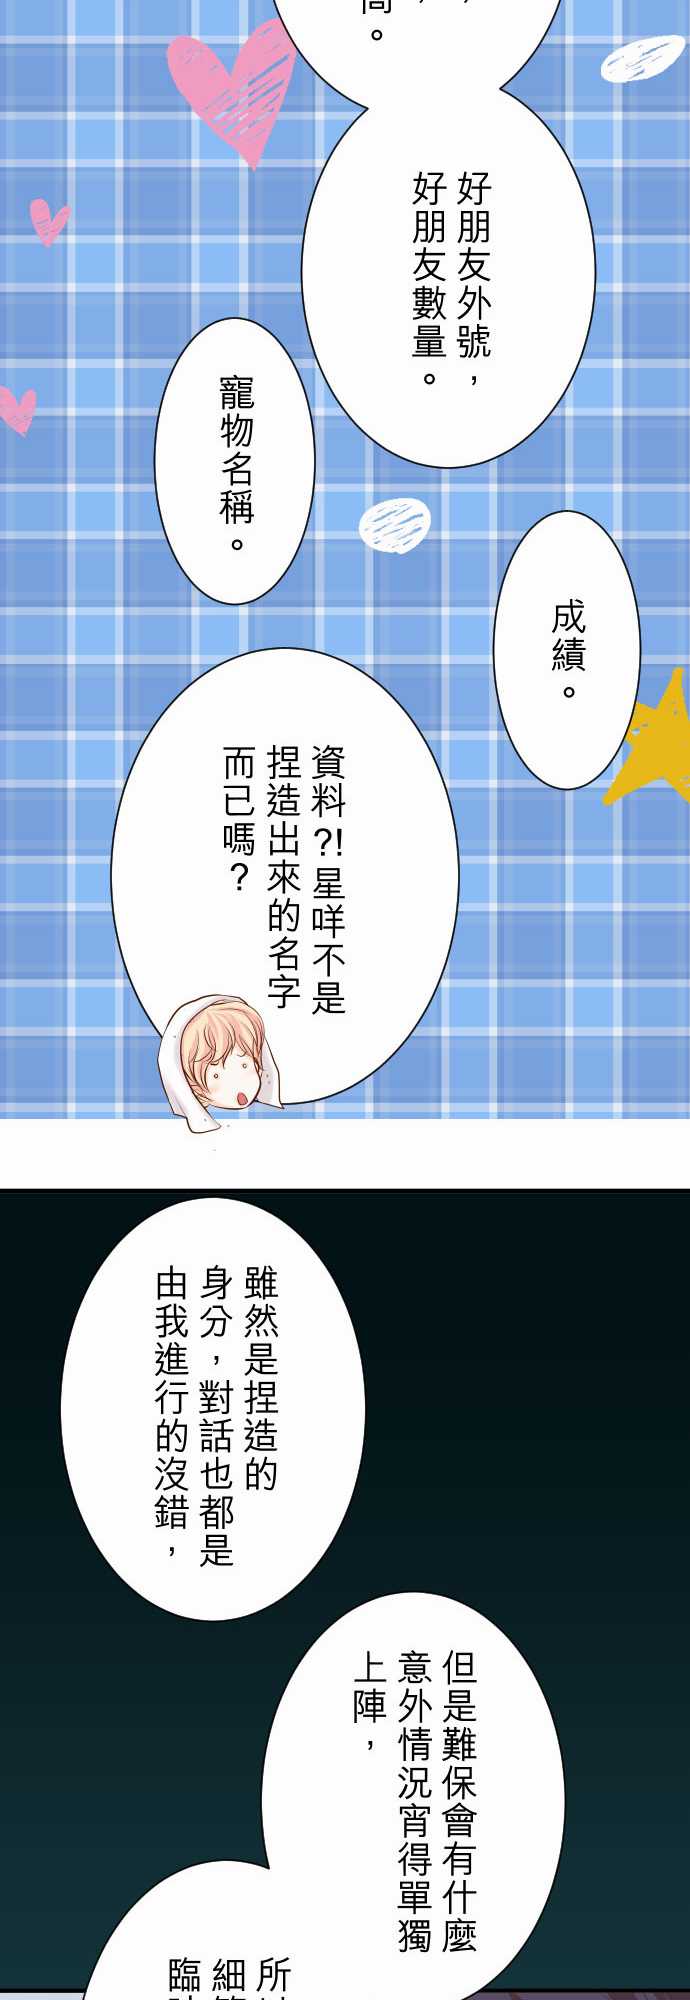 好朋友外號，
好朋友數量。
寵物名稱。
成績。
資料?!星咩不是
捏造出來的名字
而已嗎？
雖然是捏造的
身分，對話也都是
由我進行的沒錯，
但是難保會有什麼
意外情況宵得單獨
上陣，
所
細
臨